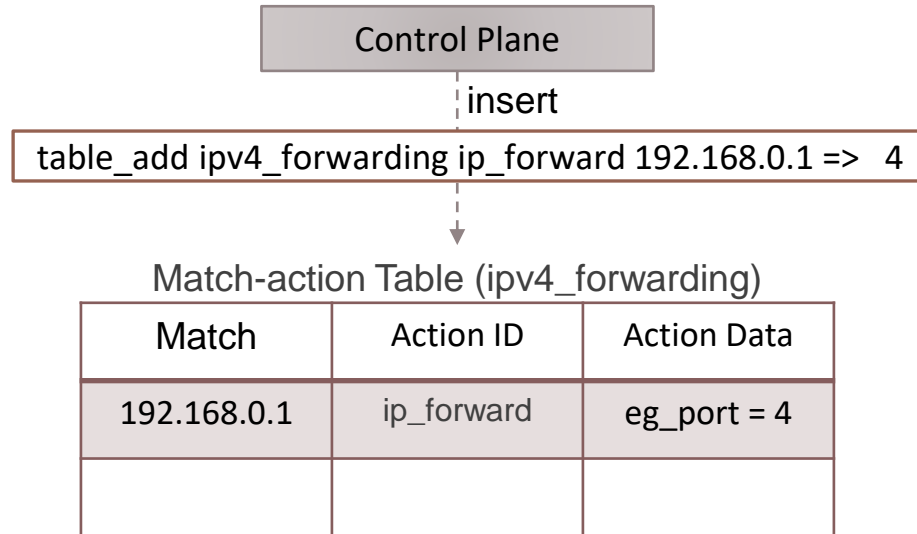 Control Plane
insert
table_add ipv4_forwarding ip_forward 192.168.0.1 => 4
Match-action Table (ipv4_forwarding)
Match Action ID Action Data
192.168.0.1 ip_forward eg_port = 4